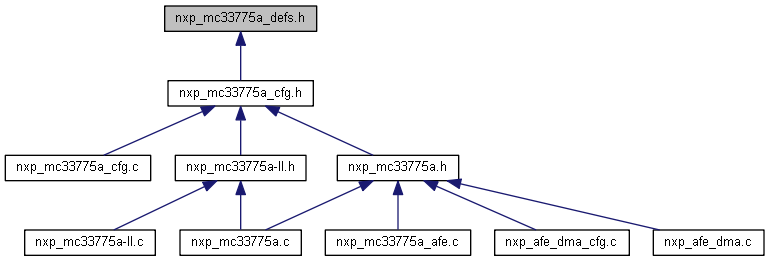 nxp_mc33775a_defs.h
nxp_mc33775a_cfg.h
nxp_mc33775a_cfg.c
nxp_mc33775a-ll.h
nxp_mc33775a.h
nxp_mc33775a-ll.c
nxp_mc33775a.c
nxp_mc33775a_afe.c
nxp_afe_dma_cfg.c
nxp_afe_dma.c